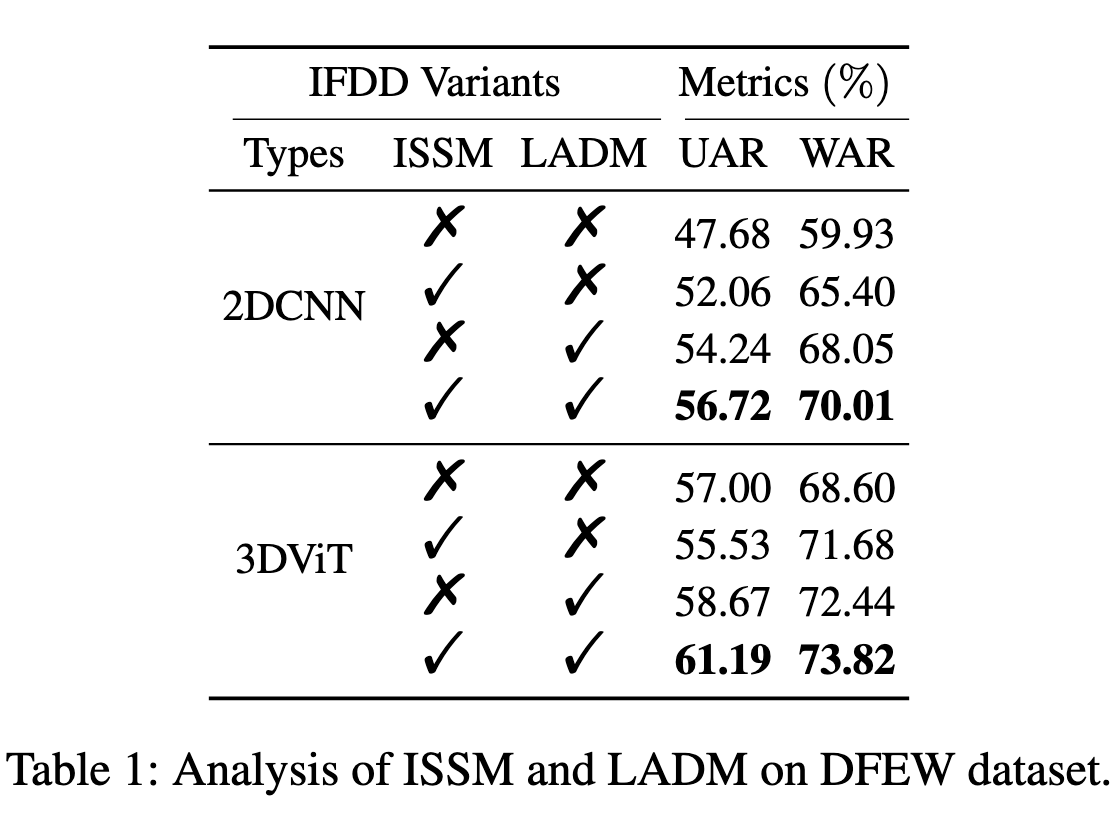 IFDD Variants Metrics (%)
Types ISSM LADM UAR WAR
2DCNN
✗ ✗ 47.68 59.93
✓ ✗ 52.06 65.40
✗ ✓ 54.24 68.05
✓ ✓ 56.72 70.01
3DViT
✗ ✗ 57.00 68.60
✓ ✗ 55.53 71.68
✗ ✓ 58.67 72.44
✓ ✓ 61.19 73.82
Table 1: Analysis of ISSM and LADM on DFEW dataset.